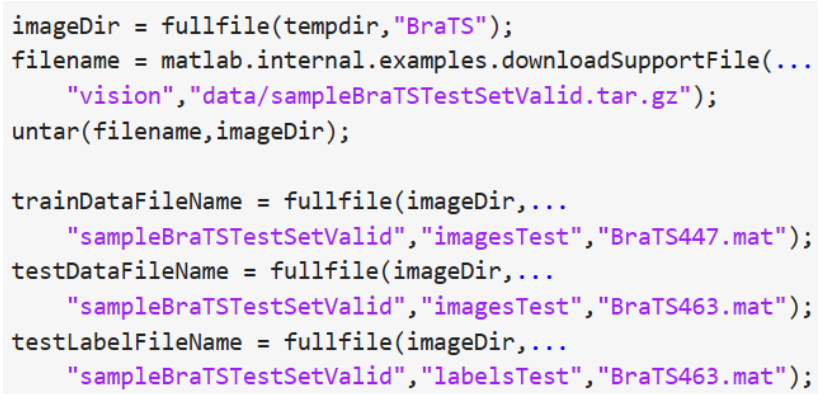 imageDir = fullfile(tempdir,"BraTS");
filename = matlab.internal.examples.downloadSupportFile(...
    "vision","data/sampleBraTSTestSetValid.tar.gz");
untar(filename,imageDir);

trainDataFileName = fullfile(imageDir,...
    "sampleBraTSTestSetValid","imagesTest","BraTS447.mat");
testDataFileName = fullfile(imageDir,...
    "sampleBraTSTestSetValid","imagesTest","BraTS463.mat");
testLabelFileName = fullfile(imageDir,...
    "sampleBraTSTestSetValid","labelsTest","BraTS463.mat");